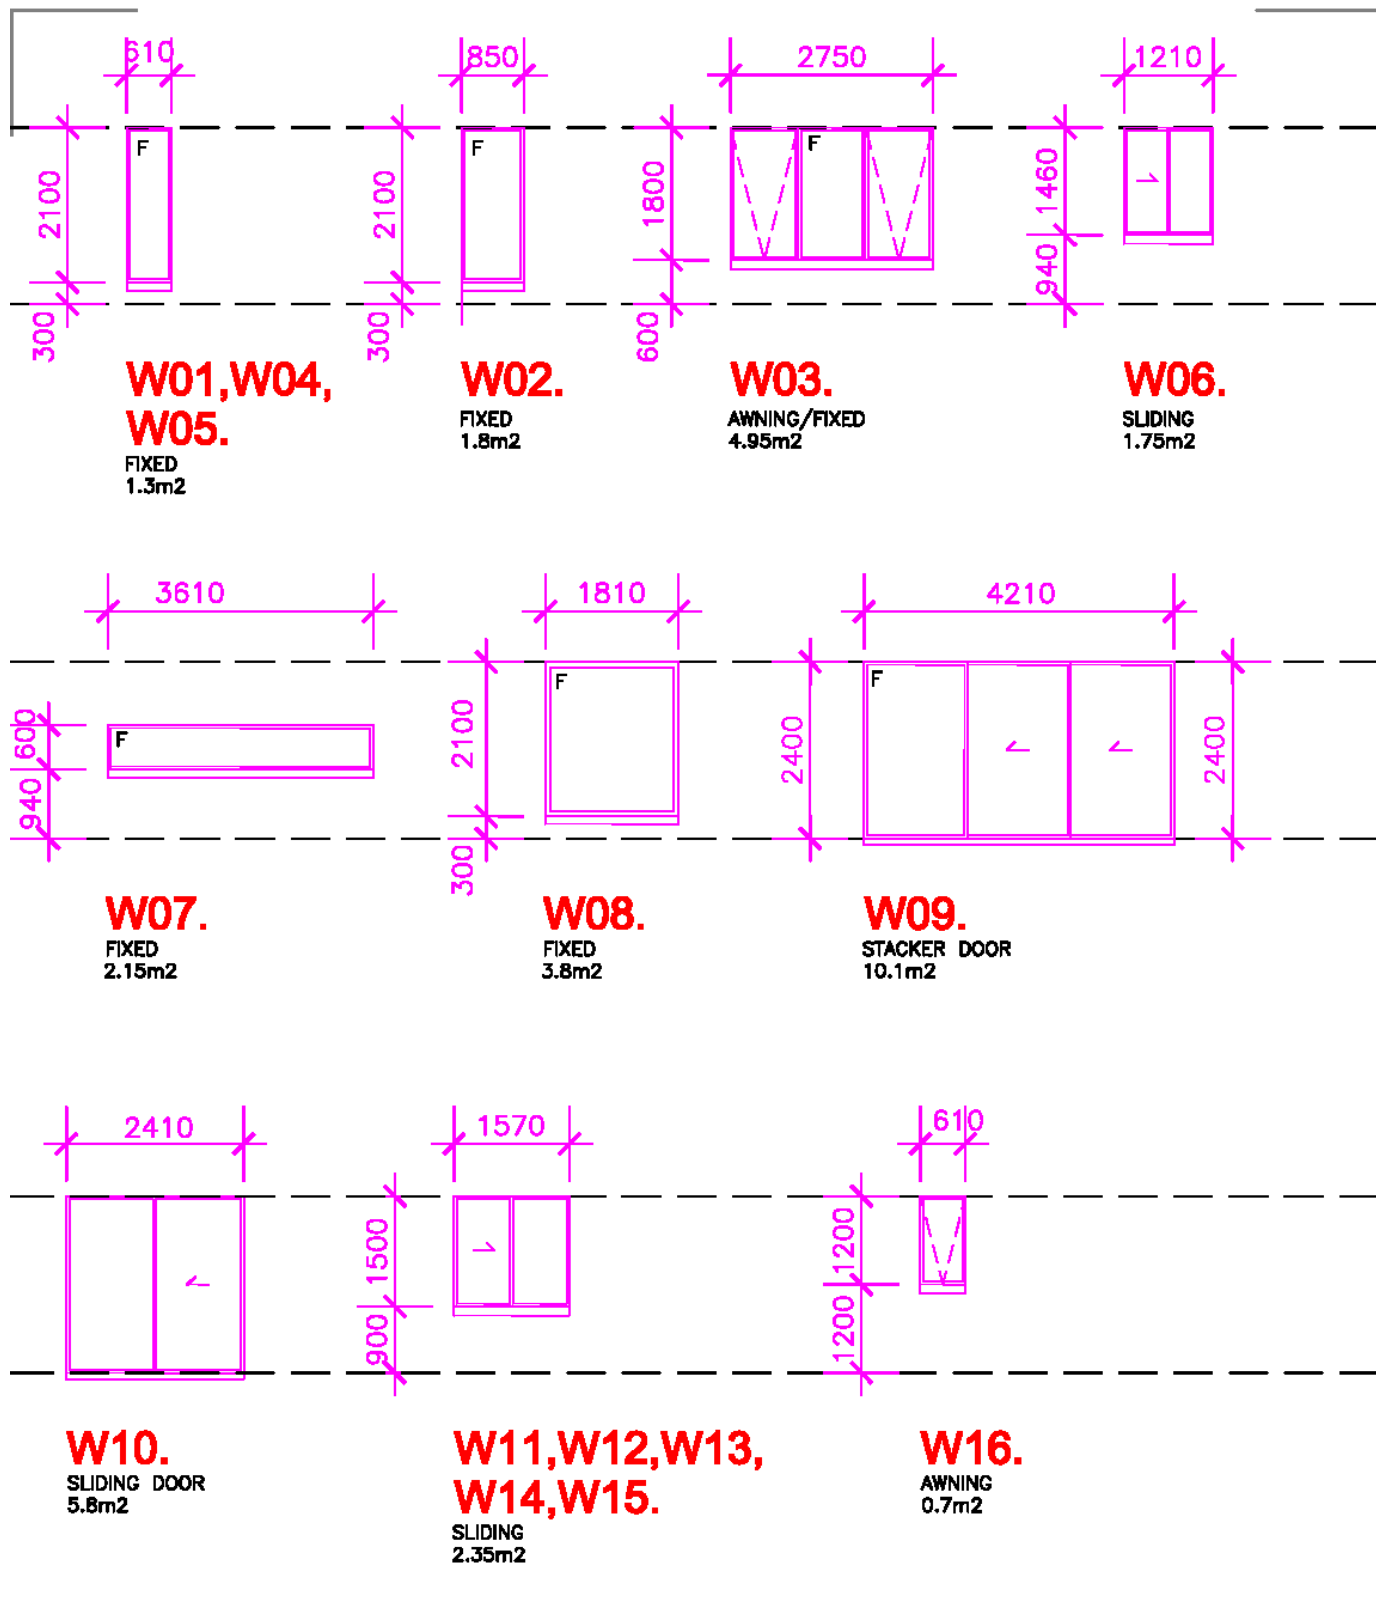 610
850
2750
1210
F
F
F
2100
300
2100
300
1800
600
1460
940
W01,W04,
W05.
FIXED
1.3m2
W02.
FIXED
1.8m2
W03.
AWNING/FIXED
4.95m2
W06.
SLIDING
1.75m2
3610
1810
4210
F
F
F
600
940
2100
300
2400
2400
W07.
FIXED
2.15m2
W08.
FIXED
3.8m2
W09.
STACKER DOOR
10.1m2
2410
1570
610
1500
900
1200
1200
W10.
SLIDING DOOR
5.8m2
W11,W12,W13,
W14,W15.
SLIDING
2.35m2
W16.
AWNING
0.7m2